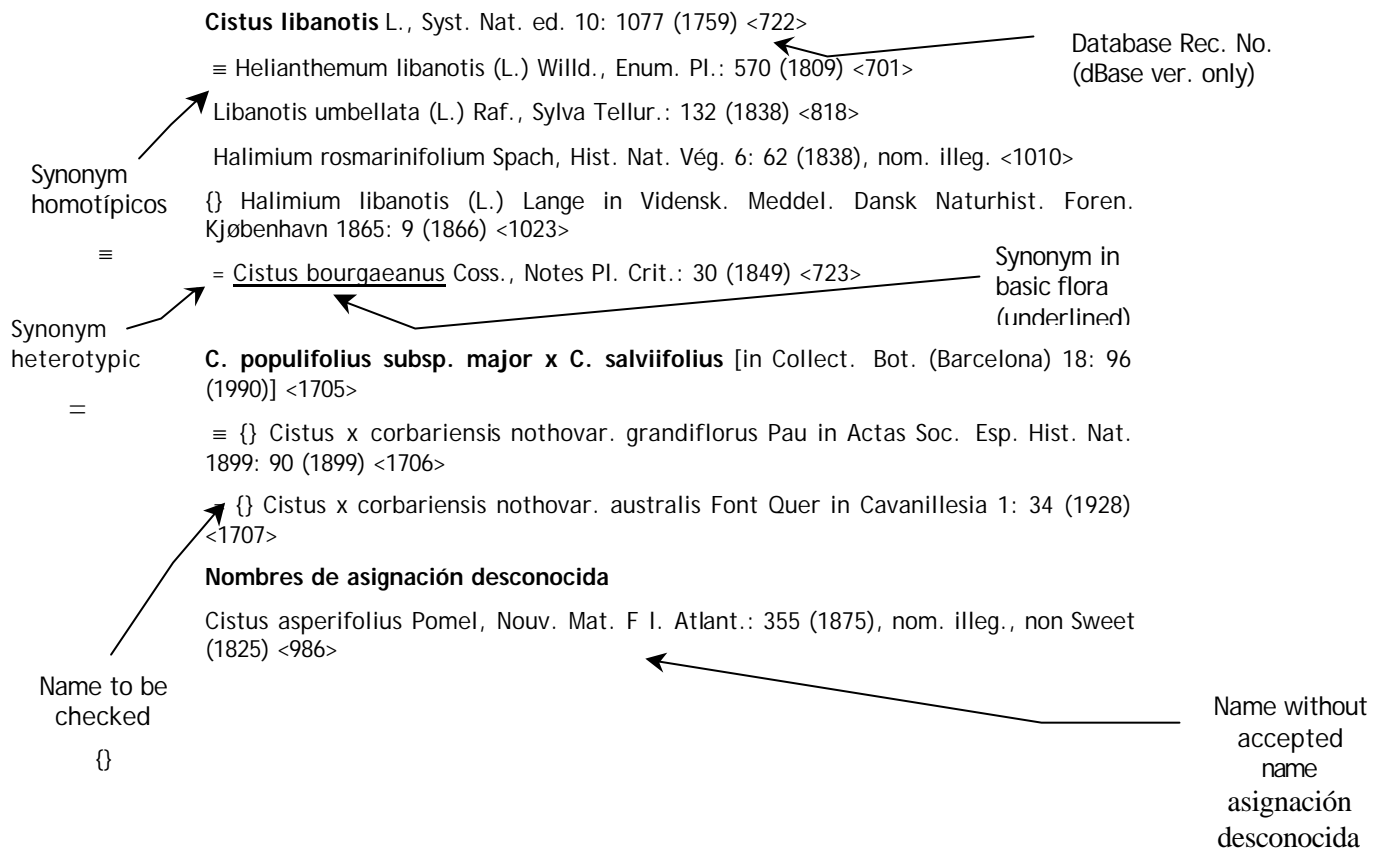 Cistus libanotis L., Syst. Nat. ed. 10: 1077 (1759) <722>
≡ Helianthemum libanotis (L.) Willd., Enum. Pl.: 570 (1809) <701>
Libanotis umbellata (L.) Raf., Sylva Tellur.: 132 (1838) <818>
Halimium rosmarinifolium Spach, Hist. Nat. Vég. 6: 62 (1838), nom. illeg. <1010>
{} Halimium libanotis (L.) Lange in Vidensk. Meddel. Dansk Naturhist. Foren.
Kjøbenhavn 1865: 9 (1866) <1023>
= Cistus bourgaeanus Coss., Notes Pl. Crit.: 30 (1849) <723>
C. populifolius subsp. major x C. salviifolius [in Collect. Bot. (Barcelona) 18: 96
(1990)] <1705>
≡ {} Cistus x corbariensis nothovar. grandiflorus Pau in Actas Soc. Esp. Hist. Nat.
1899: 90 (1899) <1706>
= {} Cistus x corbariensis nothovar. australis Font Quer in Cavanillesia 1: 34 (1928)
<1707>
Nombres de asignación desconocida
Cistus asperifolius Pomel, Nouv. Mat. F l. Atlant.: 355 (1875), nom. illeg., non Sweet
(1825) <986>
Database Rec. No.
(dBase ver. only)
Synonym
homotípicos
≡
Synonym in
basic flora
(underlined)
Synonym
heterotypic
=
Name to be
checked
{}
Name without
accepted
name
asignación
desconocida